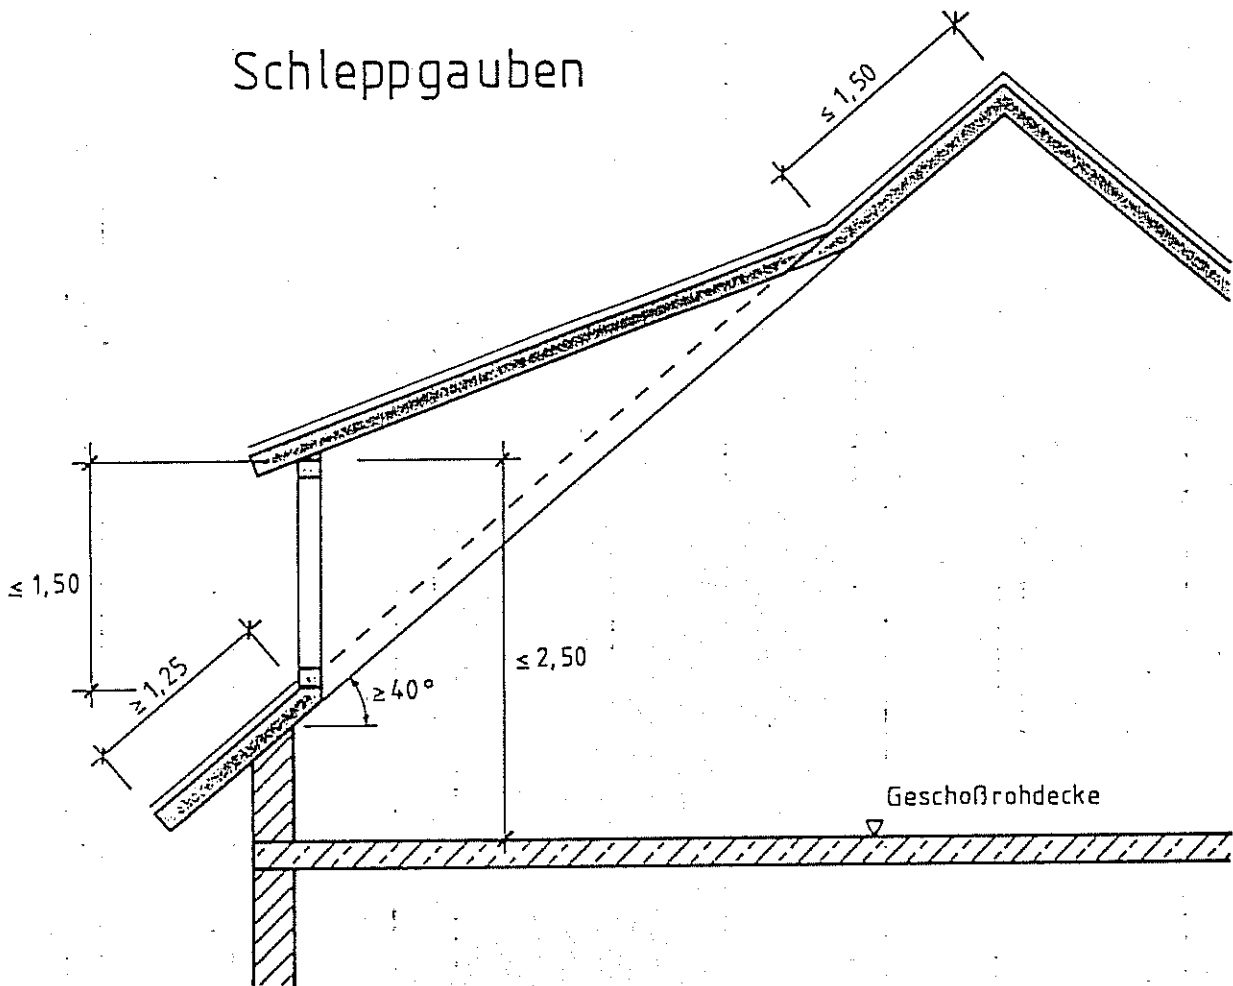 Schleppgauben
≤ 1,50
≤ 1,50
≥ 1,25
≤ 2,50
≥ 40°
Geschoßrohdecke